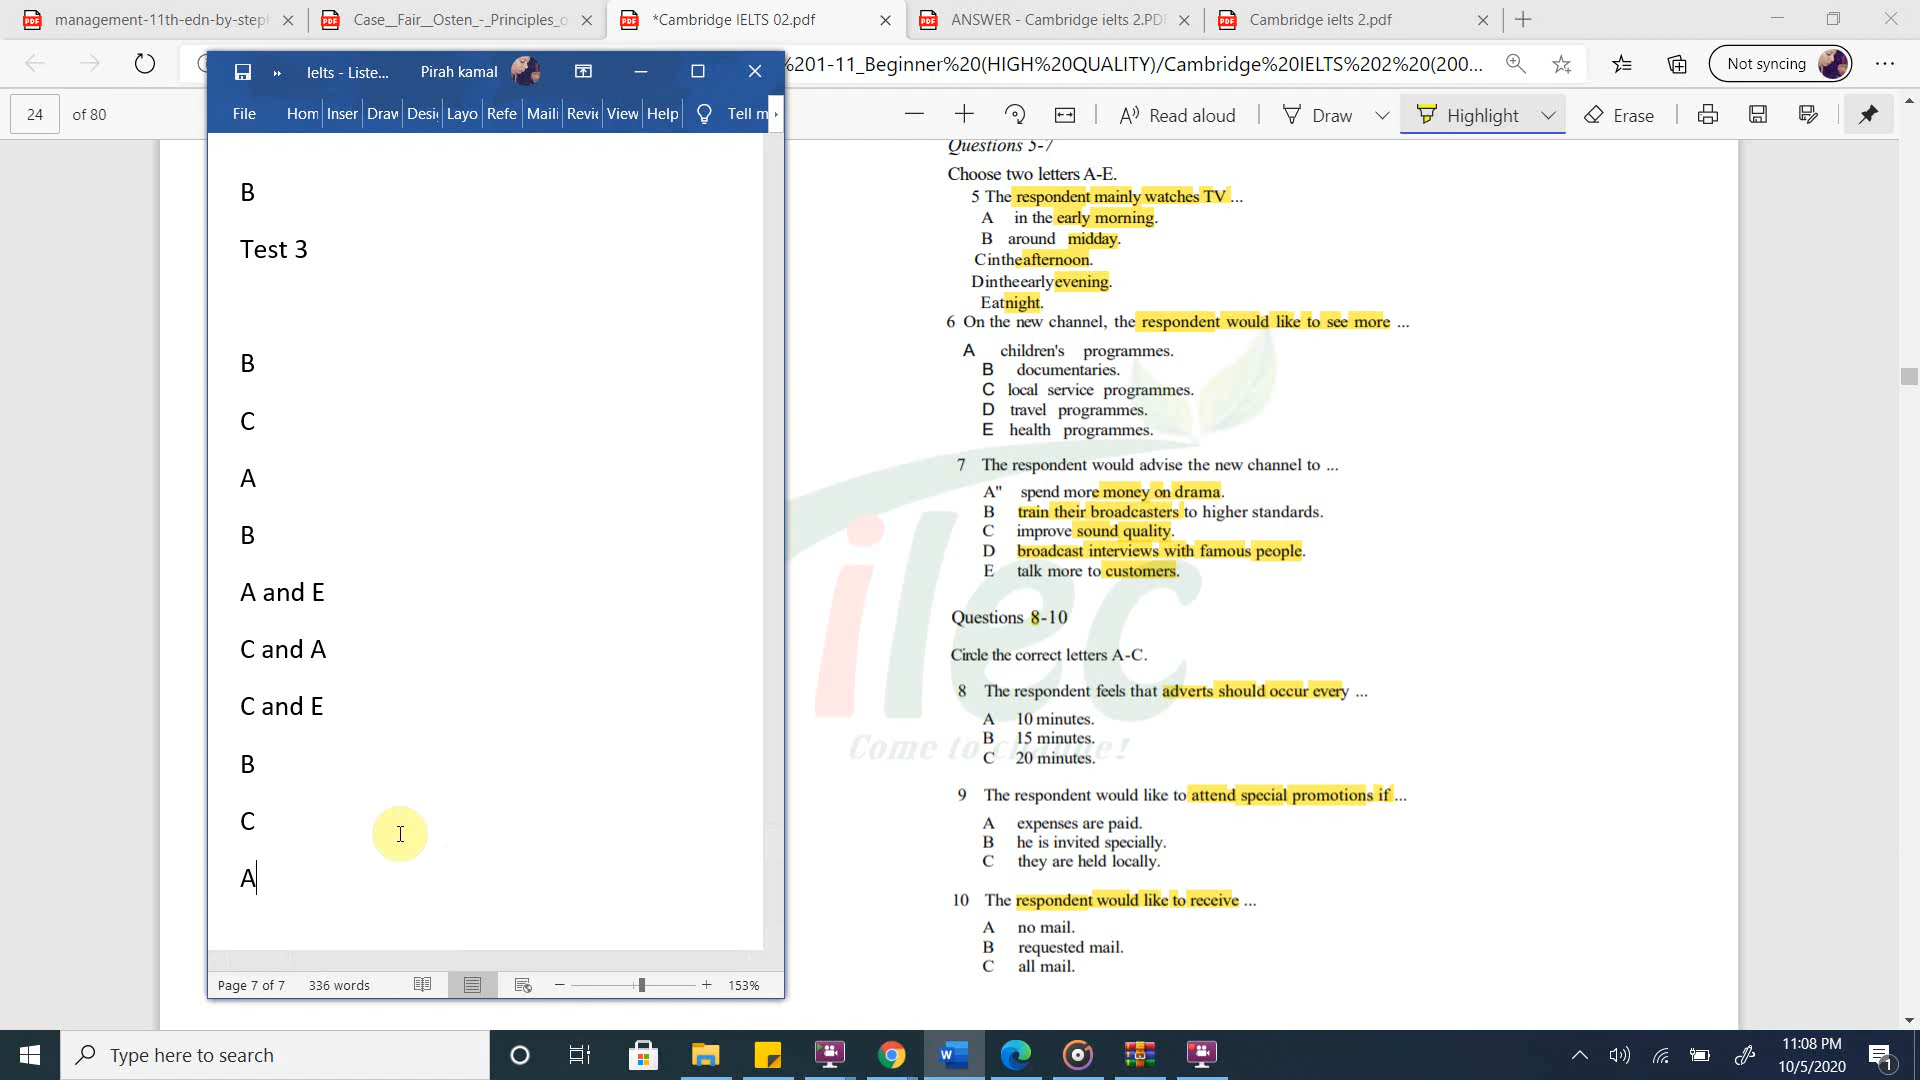 management-11th-edn-by-step
Case__Fair__Osten_-_Principles_o
*Cambridge IELTS 02.pdf
ANSWER - Cambridge ielts 2.PDF
Cambridge ielts 2.pdf
%201-11_Beginner%20(HIGH%20QUALITY)/Cambridge%20IELTS%202%20(200...
Not syncing
24 of 80
Read aloud
Draw
Highlight
Erase
Ielts - Liste...
Pirah kamal
File
Hom
Inser
Draw
Desi
Layo
Refe
Maili
Revie
View
Help
Tell m
B
Test 3
B
C
A
B
A and E
C and A
C and E
B
C
A
Page 7 of 7
336 words
153%
Questions 5-7
Choose two letters A-E.
5 The respondent mainly watches TV ...
A in the early morning.
B around midday.
C in the afternoon.
D in the early evening.
E at night.
6 On the new channel, the respondent would like to see more ...
A children's programmes.
B documentaries.
C local service programmes.
D travel programmes.
E health programmes.
7 The respondent would advise the new channel to ...
A" spend more money on drama.
B train their broadcasters to higher standards.
C improve sound quality.
D broadcast interviews with famous people.
E talk more to customers.
Questions 8-10
Circle the correct letters A-C.
8 The respondent feels that adverts should occur every ...
A 10 minutes.
B 15 minutes.
C 20 minutes.
9 The respondent would like to attend special promotions if ...
A expenses are paid.
B he is invited specially.
C they are held locally.
10 The respondent would like to receive ...
A no mail.
B requested mail.
C all mail.
ilec
Come to change!
Type here to search
11:08 PM
10/5/2020
1